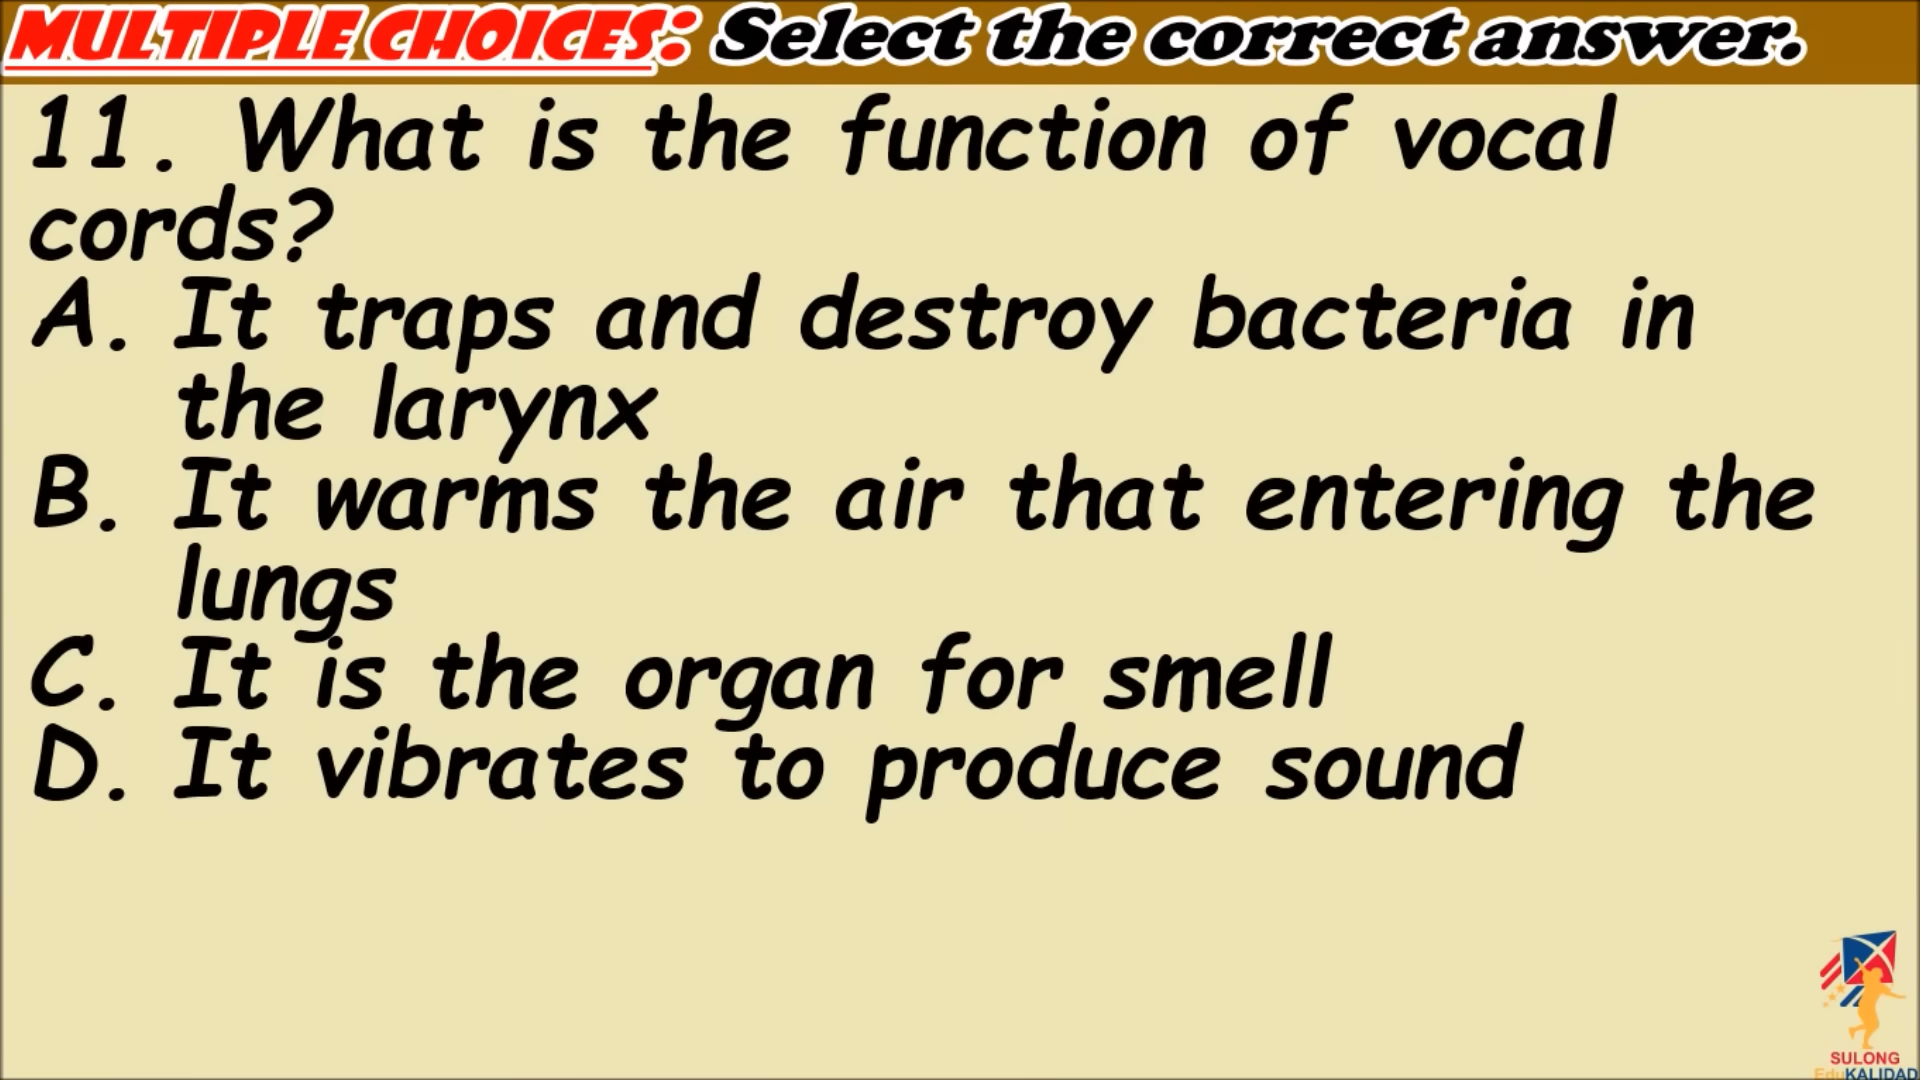 MULTIPLE CHOICES: Select the correct answer.
11. What is the function of vocal
cords?
A. It traps and destroy bacteria in
the larynx
B. It warms the air that entering the
lungs
C. It is the organ for smell
D. It vibrates to produce sound
SULONG
EduKALIDAD